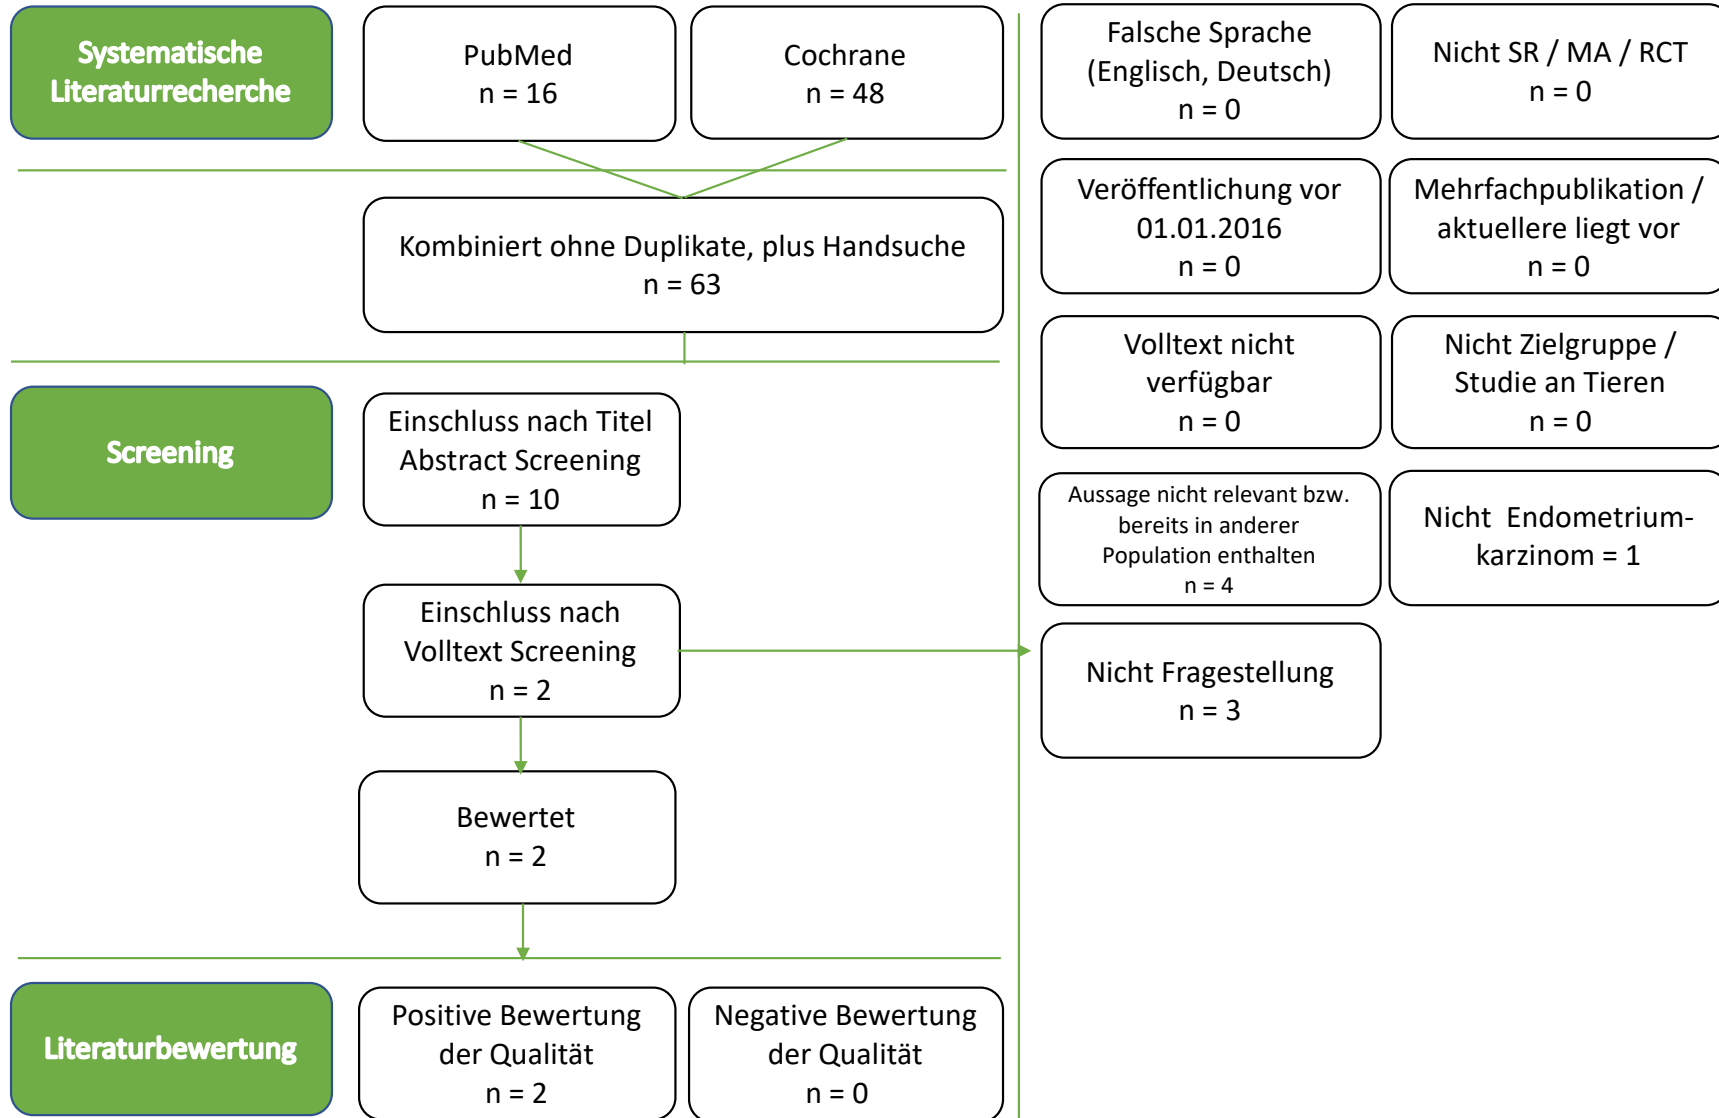 Systematische
Literaturrecherche
PubMed
n = 16
Cochrane
n = 48
Kombiniert ohne Duplikate, plus Handsuche
n = 63
Screening
Einschluss nach Titel
Abstract Screening
n = 10
Einschluss nach
Volltext Screening
n = 2
Bewertet
n = 2
Literaturbewertung
Positive Bewertung
der Qualität
n = 2
Negative Bewertung
der Qualität
n = 0
Falsche Sprache
(Englisch, Deutsch)
n = 0
Nicht SR / MA / RCT
n = 0
Veröffentlichung vor
01.01.2016
n = 0
Mehrfachpublikation /
aktuellere liegt vor
n = 0
Volltext nicht
verfügbar
n = 0
Nicht Zielgruppe /
Studie an Tieren
n = 0
Aussage nicht relevant bzw.
bereits in anderer
Population enthalten
n = 4
Nicht Endometrium-
karzinom = 1
Nicht Fragestellung
n = 3